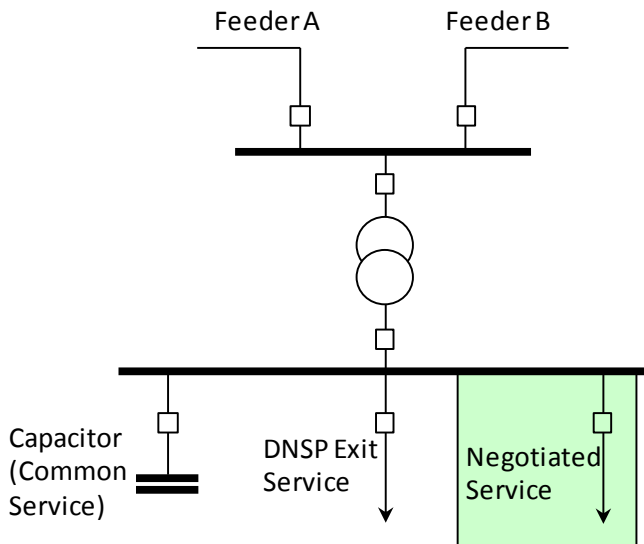 Feeder A
Feeder B
Capacitor
(Common
Service)
DNSP Exit
Service
Negotiated
Service